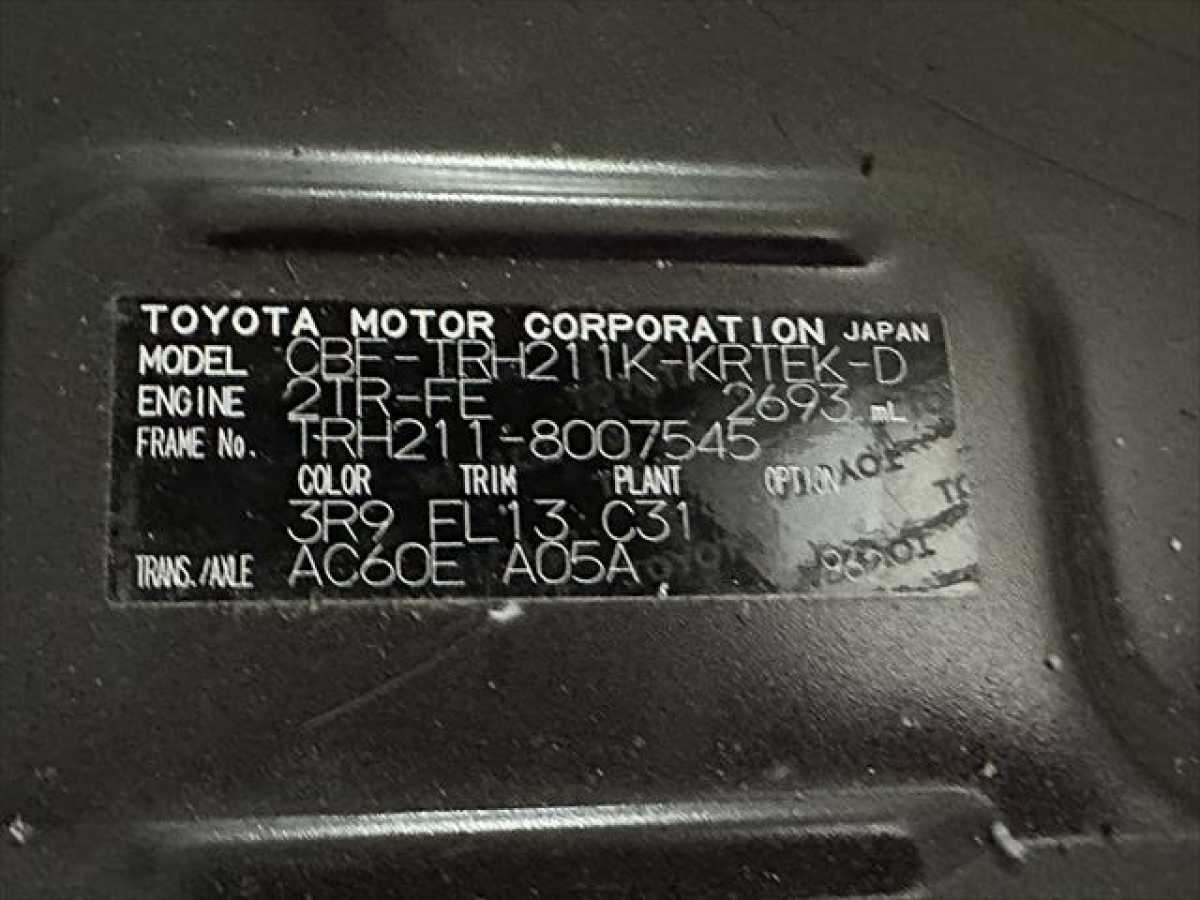 TOYOTA MOTOR CORPORATION JAPAN
MODEL CBF-TRH211K-KRTEK-D
ENGINE 2TR-FE 2693 mL
FRAME No. TRH211-8007545
COLOR TRIM PLANT OPTION
3R9 FL13 C31
TRANS./AXLE AC60E A05A